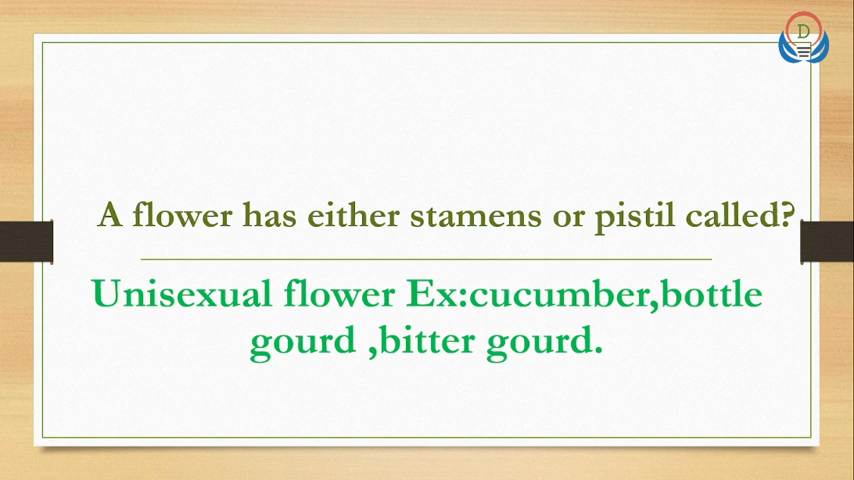 D
A flower has either stamens or pistil called?
Unisexual flower Ex:cucumber,bottle
gourd ,bitter gourd.